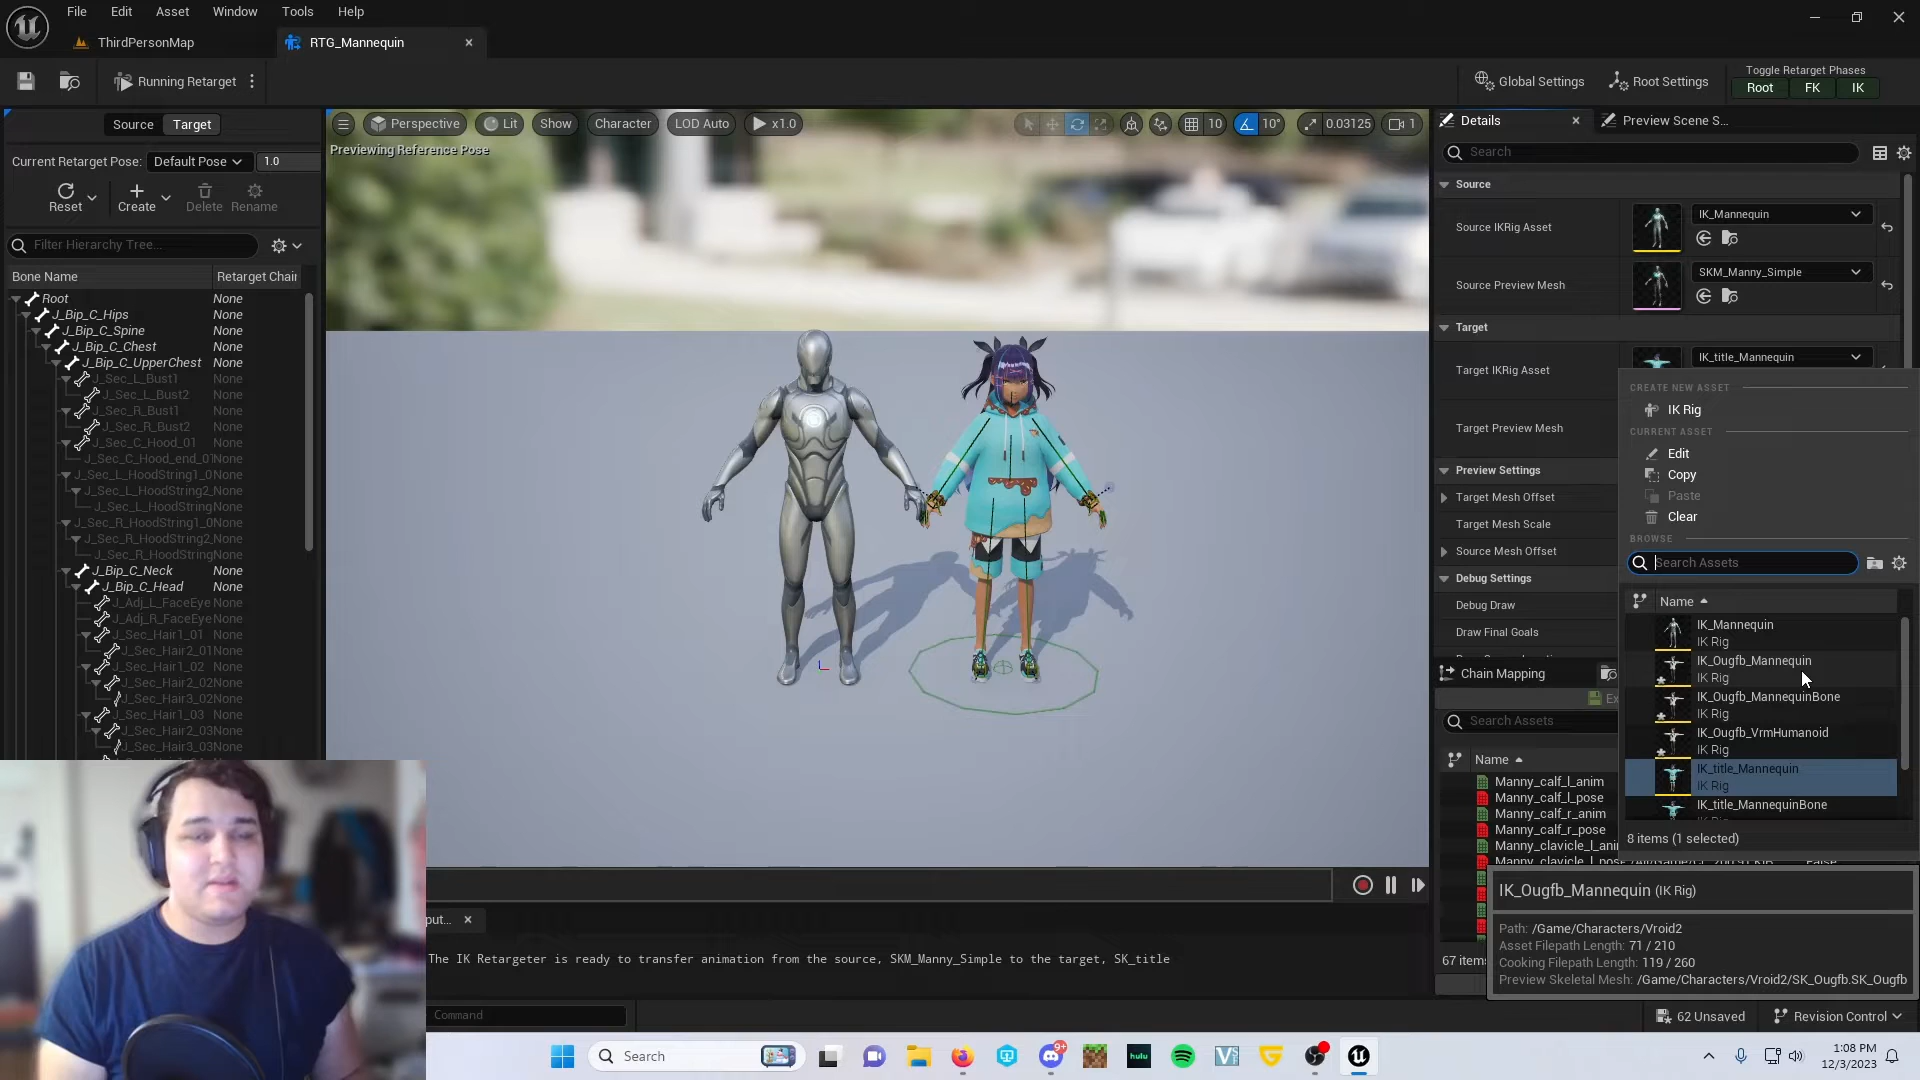 File Edit Asset Window Tools Help
ThirdPersonMap
RTG_Mannequin
Running Retarget
Global Settings
Root Settings
Toggle Retarget Phases
Root FK IK
Source Target
Current Retarget Pose: Default Pose 1.0
Reset Create Delete Rename
Filter Hierarchy Tree...
Bone Name Retarget Chain
Root None
J_Bip_C_Hips None
J_Bip_C_Spine None
J_Bip_C_Chest None
J_Bip_C_UpperChest None
J_Sec_L_Bust1 None
J_Sec_L_Bust2 None
J_Sec_R_Bust1 None
J_Sec_R_Bust2 None
J_Sec_C_Hood_01 None
J_Sec_C_Hood_end_01 None
J_Sec_L_HoodString1_0 None
J_Sec_L_HoodString2_ None
J_Sec_L_HoodString None
J_Sec_R_HoodString1_0 None
J_Sec_R_HoodString2_ None
J_Sec_R_HoodString None
J_Bip_C_Neck None
J_Bip_C_Head None
J_Adj_L_FaceEye None
J_Adj_R_FaceEye None
J_Sec_Hair1_01 None
J_Sec_Hair2_01 None
J_Sec_Hair1_02 None
J_Sec_Hair2_02 None
J_Sec_Hair3_02 None
J_Sec_Hair1_03 None
J_Sec_Hair2_03 None
J_Sec_Hair3_03 None
Perspective Lit Show Character LOD Auto x1.0
10 10° 0.03125 1
Previewing Reference Pose
put...
The IK Retargeter is ready to transfer animation from the source, SKM_Manny_Simple to the target, SK_title
Command
Details
Preview Scene S...
Search
Source
Source IKRig Asset IK_Mannequin
Source Preview Mesh SKM_Manny_Simple
Target
Target IKRig Asset IK_title_Mannequin
Target Preview Mesh
Preview Settings
Target Mesh Offset
Target Mesh Scale
Source Mesh Offset
Debug Settings
Debug Draw
Draw Final Goals
Chain Mapping
Ex
Search Assets
Name
Manny_calf_l_anim
Manny_calf_l_pose
Manny_calf_r_anim
Manny_calf_r_pose
Manny_clavicle_l_ani
Manny_clavicle_l_pose
67 items
CREATE NEW ASSET
IK Rig
CURRENT ASSET
Edit
Copy
Paste
Clear
BROWSE
Search Assets
Name
IK_Mannequin
IK Rig
IK_Ougfb_Mannequin
IK Rig
IK_Ougfb_MannequinBone
IK Rig
IK_Ougfb_VrmHumanoid
IK Rig
IK_title_Mannequin
IK Rig
IK_title_MannequinBone
8 items (1 selected)
IK_Ougfb_Mannequin (IK Rig)
Path: /Game/Characters/Vroid2
Asset Filepath Length: 71 / 210
Cooking Filepath Length: 119 / 260
Preview Skeletal Mesh: /Game/Characters/Vroid2/SK_Ougfb.SK_Ougfb
62 Unsaved
Revision Control
Search
9+
hulu
1:08 PM
12/3/2023